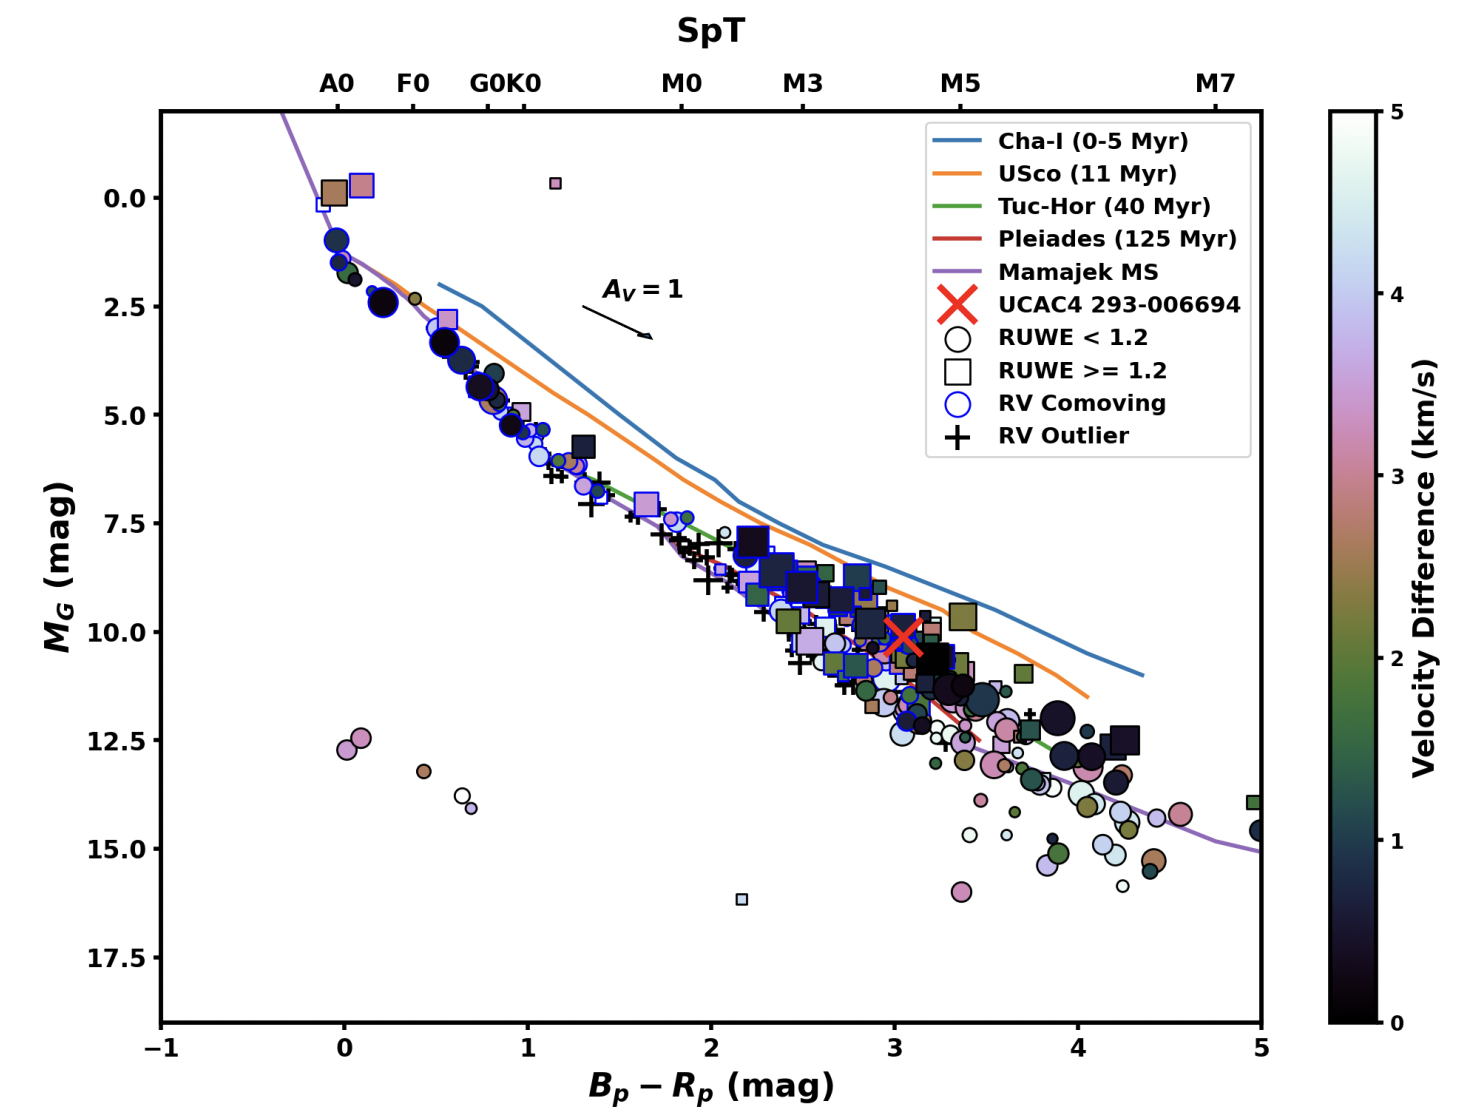 SpT
A0 F0 G0 K0 M0 M3 M5 M7
Cha-I (0-5 Myr)
USco (11 Myr)
Tuc-Hor (40 Myr)
Pleiades (125 Myr)
Mamajek MS
UCAC4 293-006694
RUWE < 1.2
RUWE >= 1.2
RV Comoving
RV Outlier
A_V = 1
M_G (mag)
0.0
2.5
5.0
7.5
10.0
12.5
15.0
17.5
−1 0 1 2 3 4 5
B_p − R_p (mag)
5
4
3
2
1
0
Velocity Difference (km/s)